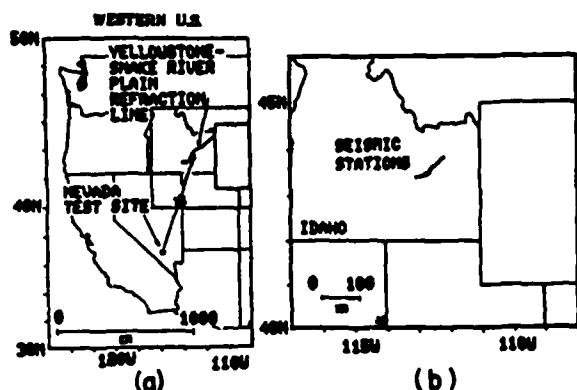 WESTERN U.S
50N
YELLOWSTONE-
SNAKE RIVER
PLAIN
REFRACTION
LINE
NEVADA
TEST SITE
40N
0 1000
30N
120W 110W
(a)
45N
SEISMIC
STATIONS
IDAHO
0 100
40N
115W 110W
(b)